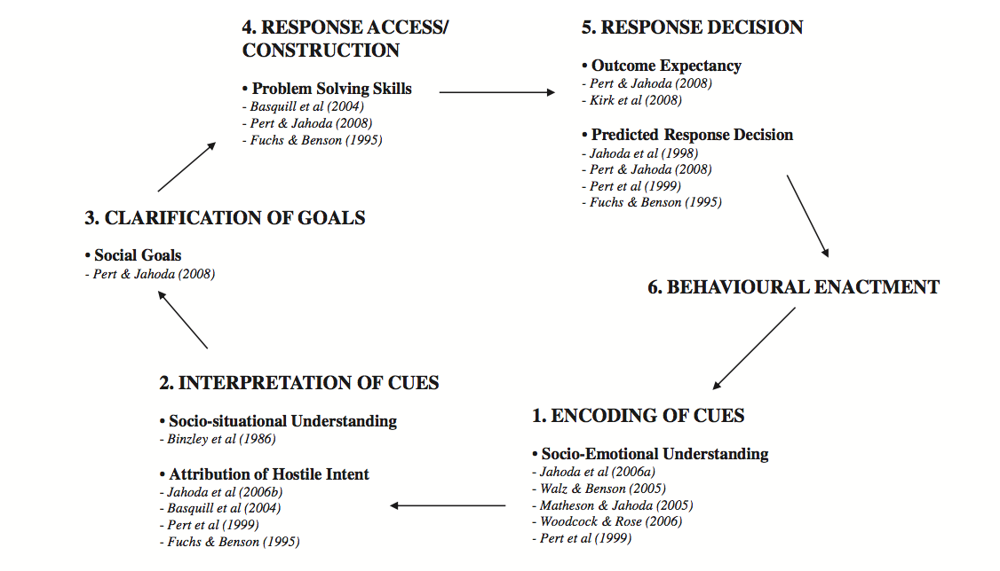 4. RESPONSE ACCESS/
CONSTRUCTION
• Problem Solving Skills
- Basquill et al (2004)
- Pert & Jahoda (2008)
- Fuchs & Benson (1995)
5. RESPONSE DECISION
• Outcome Expectancy
- Pert & Jahoda (2008)
- Kirk et al (2008)
• Predicted Response Decision
- Jahoda et al (1998)
- Pert & Jahoda (2008)
- Pert et al (1999)
- Fuchs & Benson (1995)
3. CLARIFICATION OF GOALS
• Social Goals
- Pert & Jahoda (2008)
6. BEHAVIOURAL ENACTMENT
2. INTERPRETATION OF CUES
• Socio-situational Understanding
- Binzley et al (1986)
• Attribution of Hostile Intent
- Jahoda et al (2006b)
- Basquill et al (2004)
- Pert et al (1999)
- Fuchs & Benson (1995)
1. ENCODING OF CUES
• Socio-Emotional Understanding
- Jahoda et al (2006a)
- Walz & Benson (2005)
- Matheson & Jahoda (2005)
- Woodcock & Rose (2006)
- Pert et al (1999)